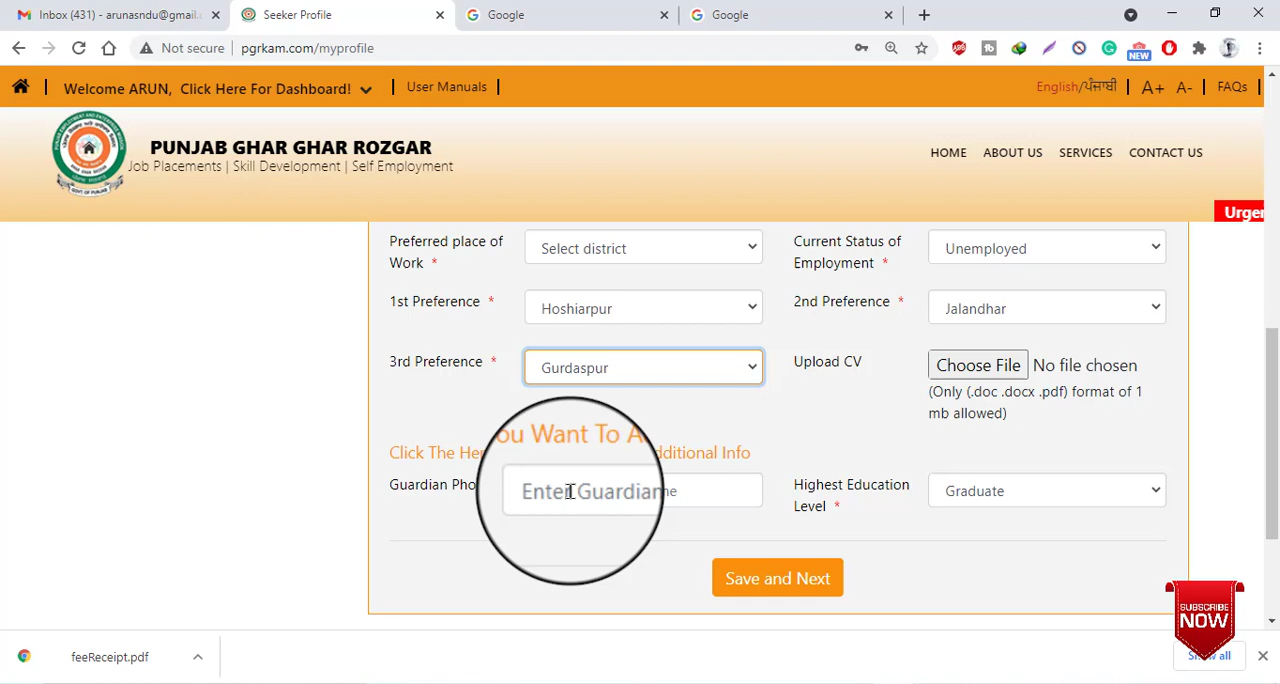 Inbox (431) - arunasndu@gmail.c
Seeker Profile
Google
Google
Not secure
pgrkam.com/myprofile
NEW
Welcome ARUN, Click Here For Dashboard!
User Manuals
English/ਪੰਜਾਬੀ
A+
A-
FAQs
PUNJAB GHAR GHAR ROZGAR
Job Placements | Skill Development | Self Employment
HOME
ABOUT US
SERVICES
CONTACT US
Urge
Preferred place of
Work *
Select district
Current Status of
Employment *
Unemployed
1st Preference *
Hoshiarpur
2nd Preference *
Jalandhar
3rd Preference *
Gurdaspur
Upload CV
Choose File No file chosen
(Only (.doc .docx .pdf) format of 1
mb allowed)
ou Want To A
Click The He
dditional Info
Guardian Pho
Enter Guardian
ne
Highest Education
Level *
Graduate
Save and Next
SUBSCRIBE
NOW
feeReceipt.pdf
all